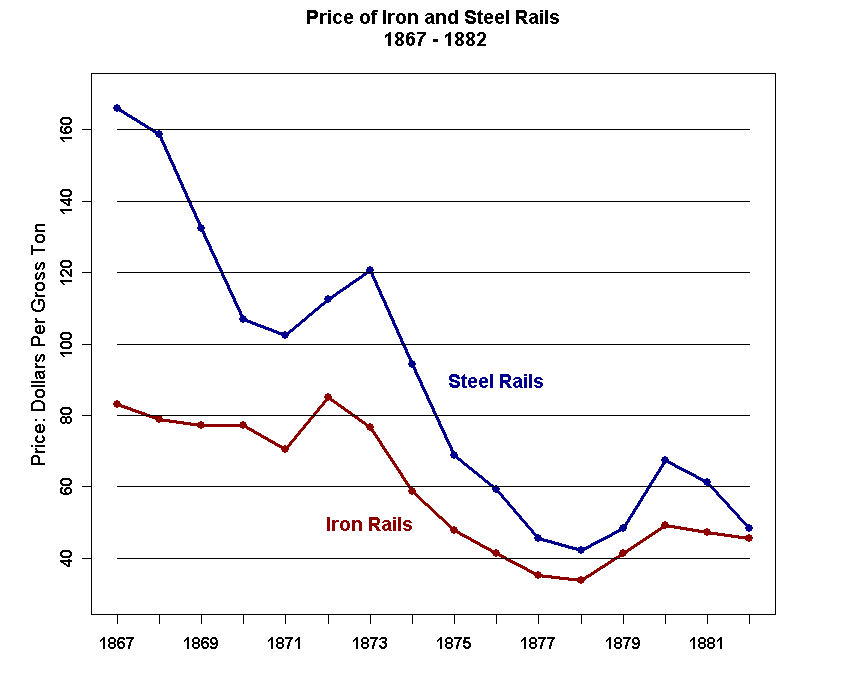 Price of Iron and Steel Rails
1867 - 1882
Price: Dollars Per Gross Ton
160
140
120
100
80
60
40
Steel Rails
Iron Rails
1867 1869 1871 1873 1875 1877 1879 1881